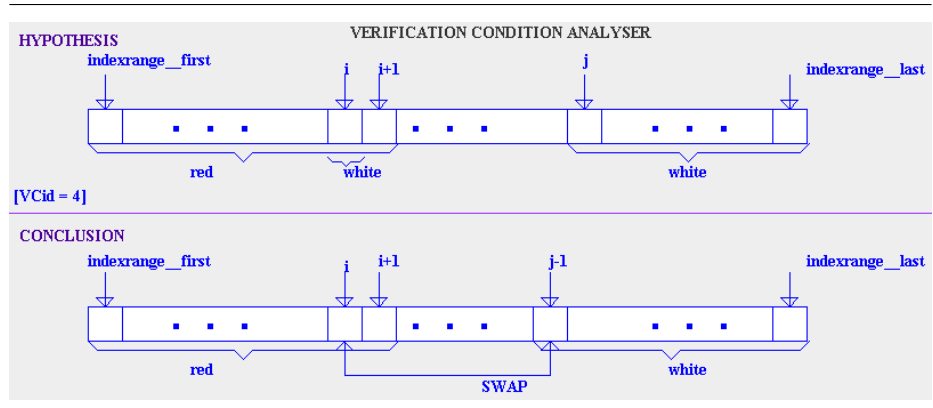 VERIFICATION CONDITION ANALYSER
HYPOTHESIS
indexrange__first i i+1 j indexrange__last
red white white
[VCid = 4]
CONCLUSION
indexrange__first i i+1 j-1 indexrange__last
red white
SWAP